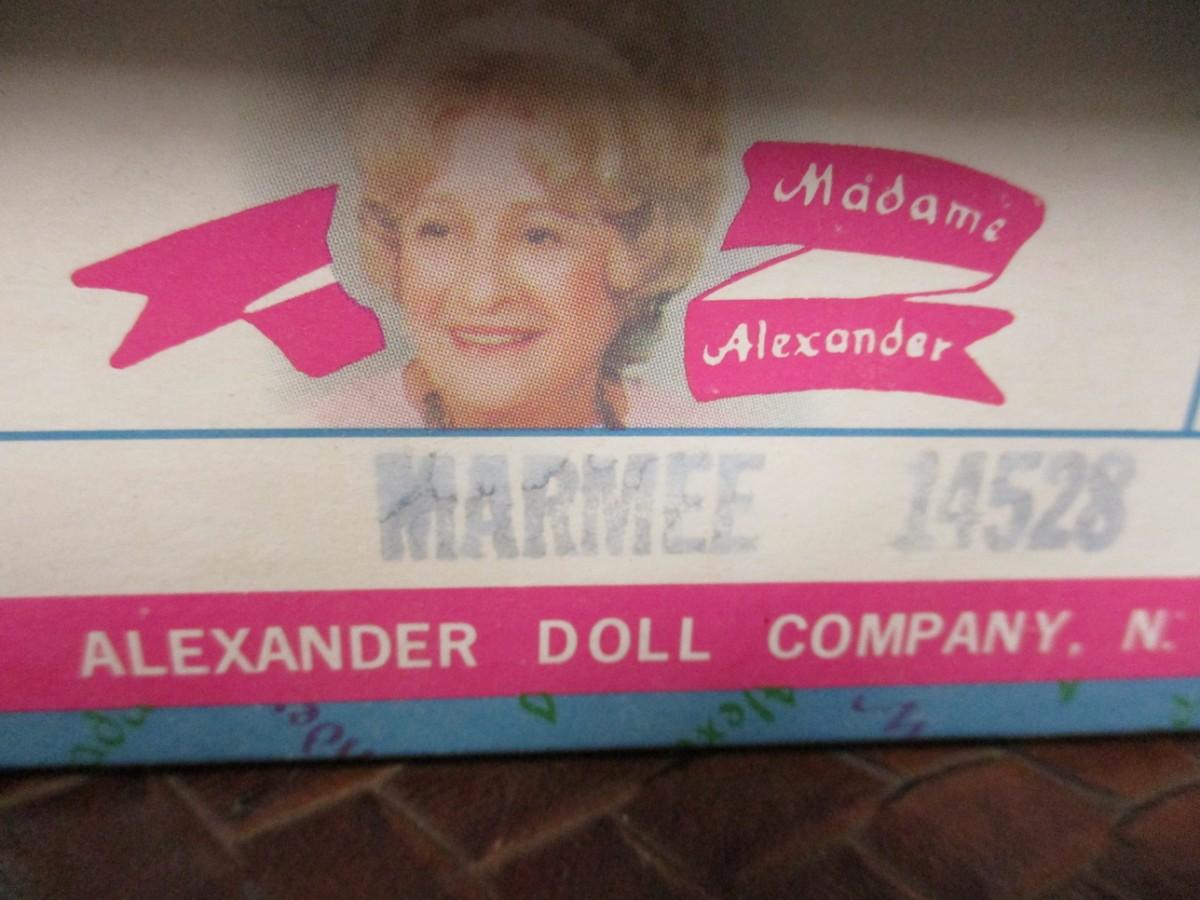 Madame
Alexander
MARMEE 14528
ALEXANDER DOLL COMPANY, N.